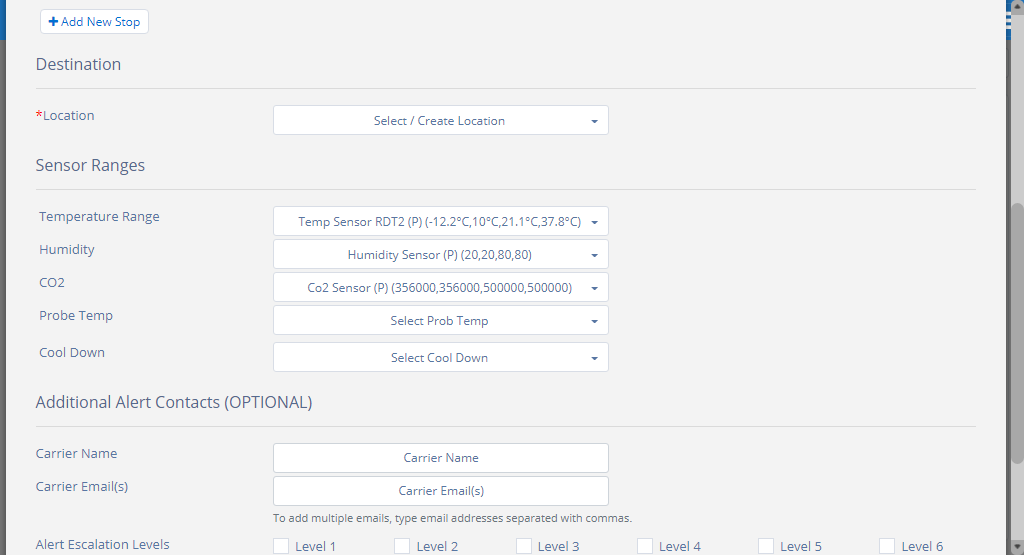 + Add New Stop
Destination
*Location
Select / Create Location
Sensor Ranges
Temperature Range
Temp Sensor RDT2 (P) (-12.2°C,10°C,21.1°C,37.8°C)
Humidity
Humidity Sensor (P) (20,20,80,80)
CO2
Co2 Sensor (P) (356000,356000,500000,500000)
Probe Temp
Select Prob Temp
Cool Down
Select Cool Down
Additional Alert Contacts (OPTIONAL)
Carrier Name
Carrier Name
Carrier Email(s)
Carrier Email(s)
To add multiple emails, type email addresses separated with commas.
Alert Escalation Levels
Level 1 Level 2 Level 3 Level 4 Level 5 Level 6